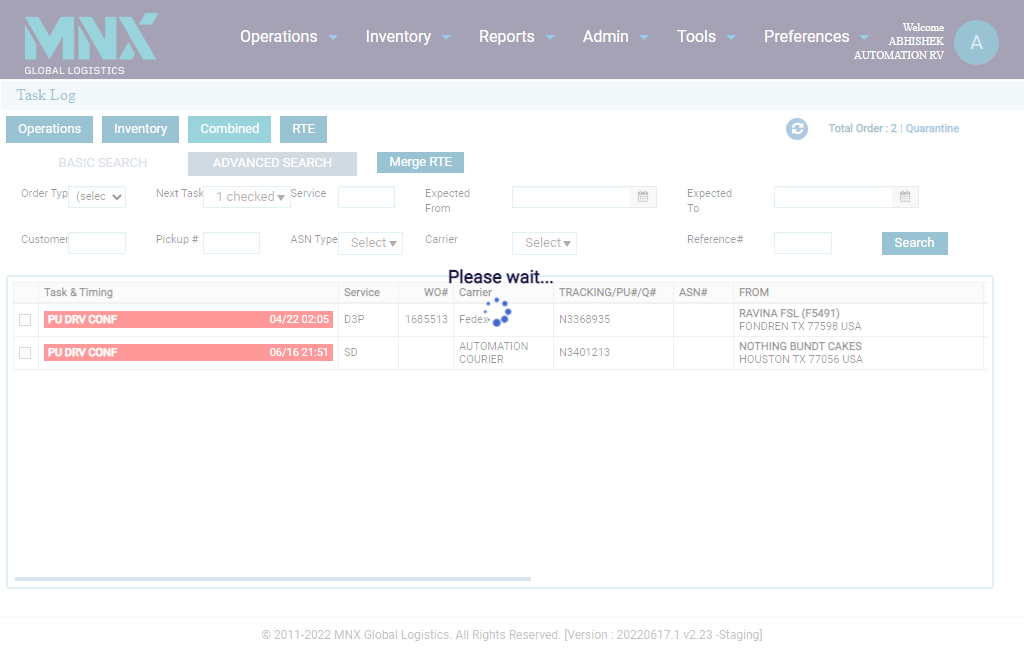 MNX
GLOBAL LOGISTICS
Operations Inventory Reports Admin Tools Preferences
Welcome
ABHISHEK
AUTOMATION RV
A
Task Log
Operations Inventory Combined RTE
Total Order : 2 | Quarantine
BASIC SEARCH ADVANCED SEARCH Merge RTE
Order Typ (selec Next Task 1 checked Service Expected From Expected To
Customer Pickup # ASN Type Select Carrier Select Reference# Search
Please wait...
Task & Timing Service WO# Carrier TRACKING/PU#/Q# ASN# FROM
PU DRV CONF 04/22 02:05 D3P 1685513 Fedex N3368935 RAVINA FSL (F5491)
FONDREN TX 77598 USA
PU DRV CONF 06/16 21:51 SD AUTOMATION COURIER N3401213 NOTHING BUNDT CAKES
HOUSTON TX 77056 USA
© 2011-2022 MNX Global Logistics. All Rights Reserved. [Version : 20220617.1 v2.23 -Staging]